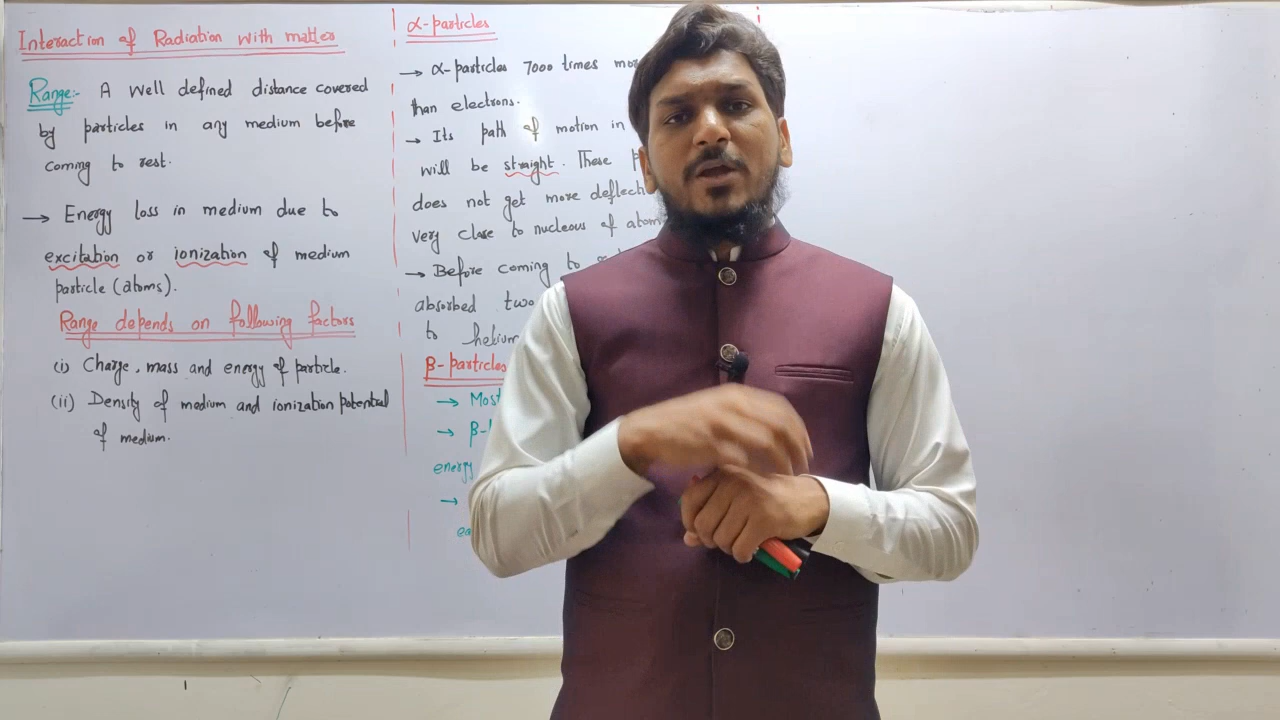 Interaction of Radiation with matter
Range:- A well defined distance covered
by particles in any medium before
coming to rest.
→ Energy loss in medium due to
excitation or ionization of medium
particle (atoms).
Range depends on following factors
(i) Charge, mass and energy of particle.
(ii) Density of medium and ionization potential
of medium.
α-particles
→ α-particles 7000 times
than electrons.
→ Its path of motion in
will be straight. These
does not get more
very close to nucleous of atom
→ Before coming to
absorbed two
to helium
β-particles
→ Most
→
energy
→